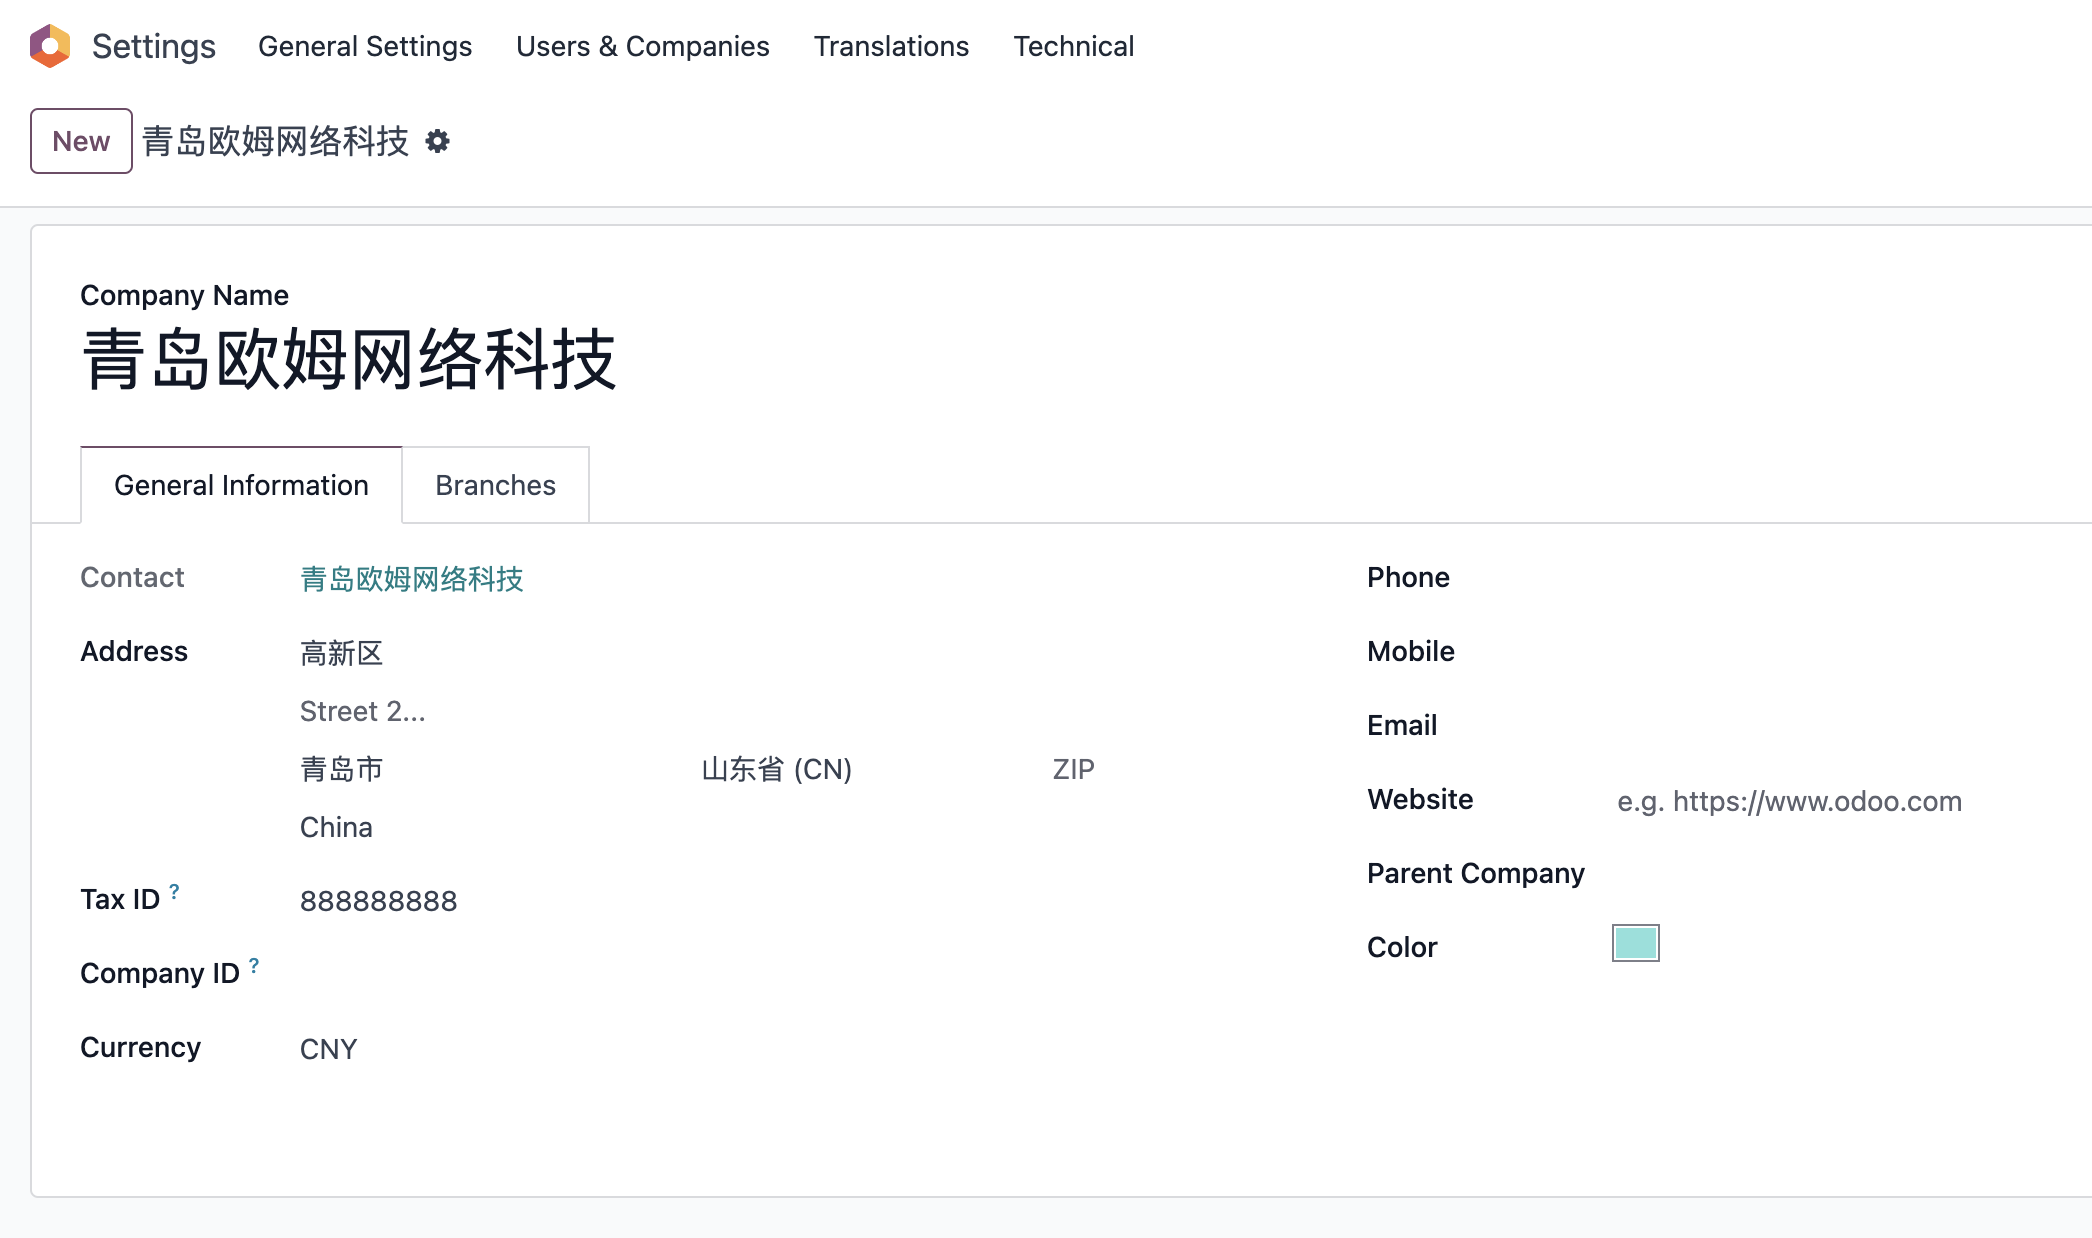 Settings General Settings Users & Companies Translations Technical
New 青岛欧姆网络科技
Company Name
青岛欧姆网络科技
General Information Branches
Contact 青岛欧姆网络科技
Address 高新区
Street 2...
青岛市 山东省 (CN) ZIP
China
Tax ID ? 888888888
Company ID ?
Currency CNY
Phone
Mobile
Email
Website e.g. https://www.odoo.com
Parent Company
Color